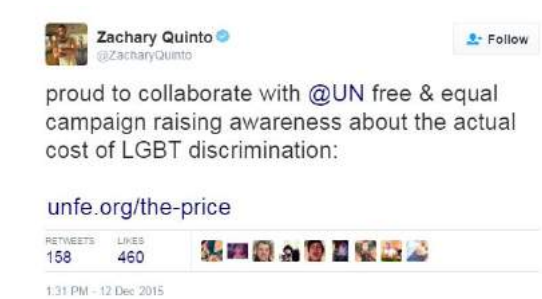 Zachary Quinto
@ZacharyQuinto
Follow
proud to collaborate with @UN free & equal
campaign raising awareness about the actual
cost of LGBT discrimination:
unfe.org/the-price
RETWEETS LIKES
158 460
1:31 PM - 12 Dec 2015